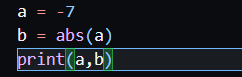 a = -7
b = abs(a)
print(a,b)